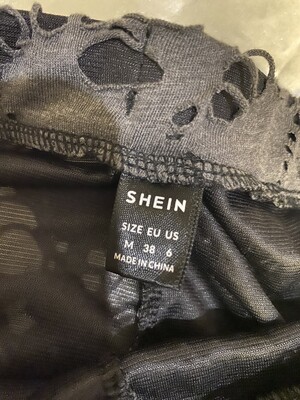 SHEIN
SIZE EU US
M 38 6
MADE IN CHINA